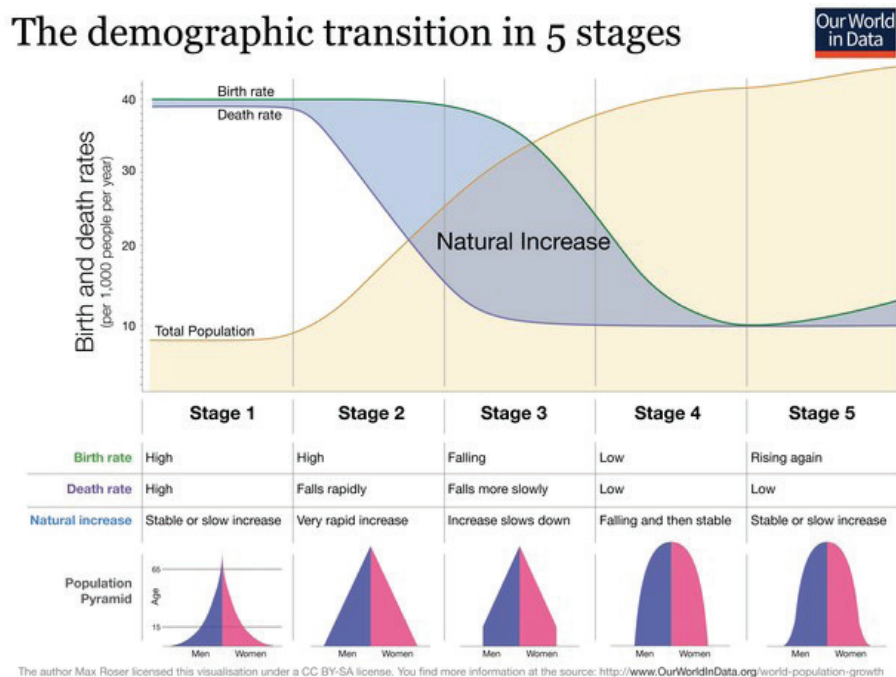 The demographic transition in 5 stages
Our World
in Data
Birth and death rates
(per 1,000 people per year)
40
30
20
10
Birth rate
Death rate
Natural Increase
Total Population
Stage 1 Stage 2 Stage 3 Stage 4 Stage 5
Birth rate High High Falling Low Rising again
Death rate High Falls rapidly Falls more slowly Low Low
Natural increase Stable or slow increase Very rapid increase Increase slows down Falling and then stable Stable or slow increase
Population
Pyramid
Age
65
15
Men Women Men Women Men Women Men Women Men Women
The author Max Roser licensed this visualisation under a CC BY-SA license. You find more information at the source: http://www.OurWorldInData.org/world-population-growth